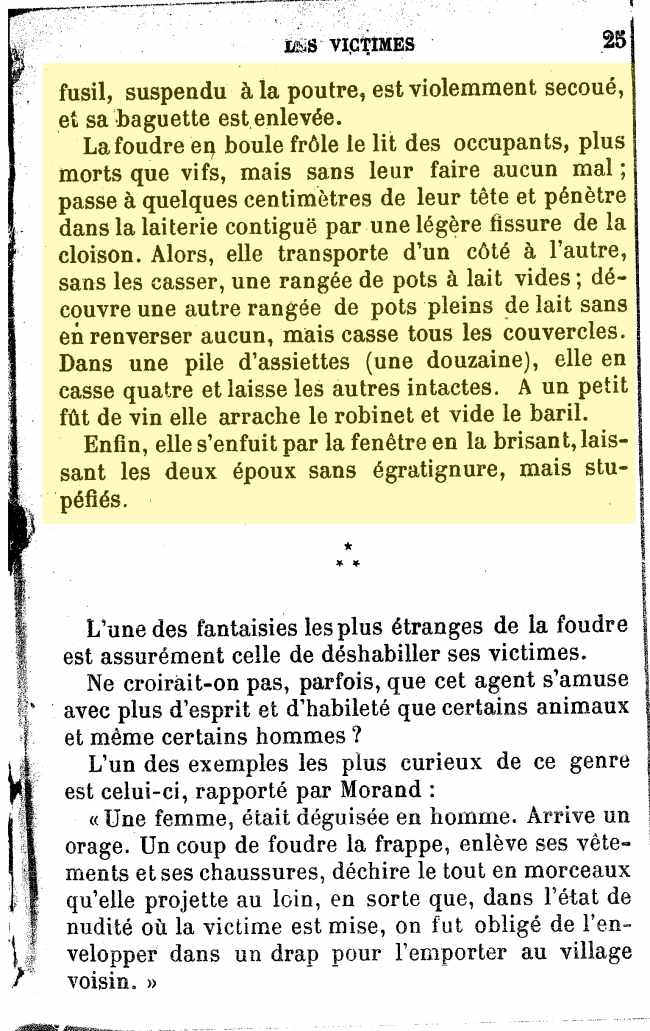 LES VICTIMES 25
fusil, suspendu à la poutre, est violemment secoué,
et sa baguette est enlevée.
La foudre en boule frôle le lit des occupants, plus
morts que vifs, mais sans leur faire aucun mal ;
passe à quelques centimètres de leur tête et pénètre
dans la laiterie contiguë par une légère fissure de la
cloison. Alors, elle transporte d'un côté à l'autre,
sans les casser, une rangée de pots à lait vides ; dé-
couvre une autre rangée de pots pleins de lait sans
en renverser aucun, mais casse tous les couvercles.
Dans une pile d'assiettes (une douzaine), elle en
casse quatre et laisse les autres intactes. A un petit
fût de vin elle arrache le robinet et vide le baril.
Enfin, elle s'enfuit par la fenêtre en la brisant, lais-
sant les deux époux sans égratignure, mais stu-
péfiés.
*
* *
L'une des fantaisies les plus étranges de la foudre
est assurément celle de déshabiller ses victimes.
Ne croirait-on pas, parfois, que cet agent s'amuse
avec plus d'esprit et d'habileté que certains animaux
et même certains hommes ?
L'un des exemples les plus curieux de ce genre
est celui-ci, rapporté par Morand :
« Une femme, était déguisée en homme. Arrive un
orage. Un coup de foudre la frappe, enlève ses vête-
ments et ses chaussures, déchire le tout en morceaux
qu'elle projette au loin, en sorte que, dans l'état de
nudité où la victime est mise, on fut obligé de l'en-
velopper dans un drap pour l'emporter au village
voisin. »